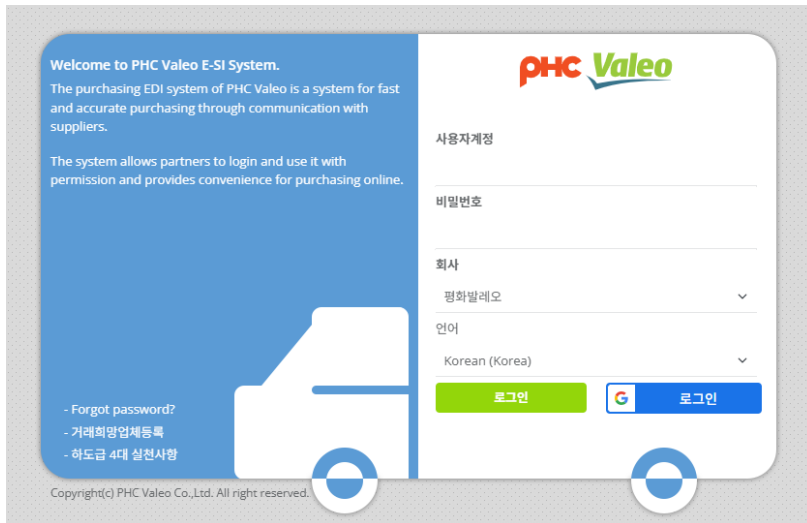 Welcome to PHC Valeo E-SI System.
The purchasing EDI system of PHC Valeo is a system for fast
and accurate purchasing through communication with
suppliers.
The system allows partners to login and use it with
permission and provides convenience for purchasing online.
- Forgot password?
- 거래희망업체등록
- 하도급 4대 실천사항
PHC Valeo
사용자계정
비밀번호
회사
평화발레오
언어
Korean (Korea)
로그인
G 로그인
Copyright(c) PHC Valeo Co.,Ltd. All right reserved.